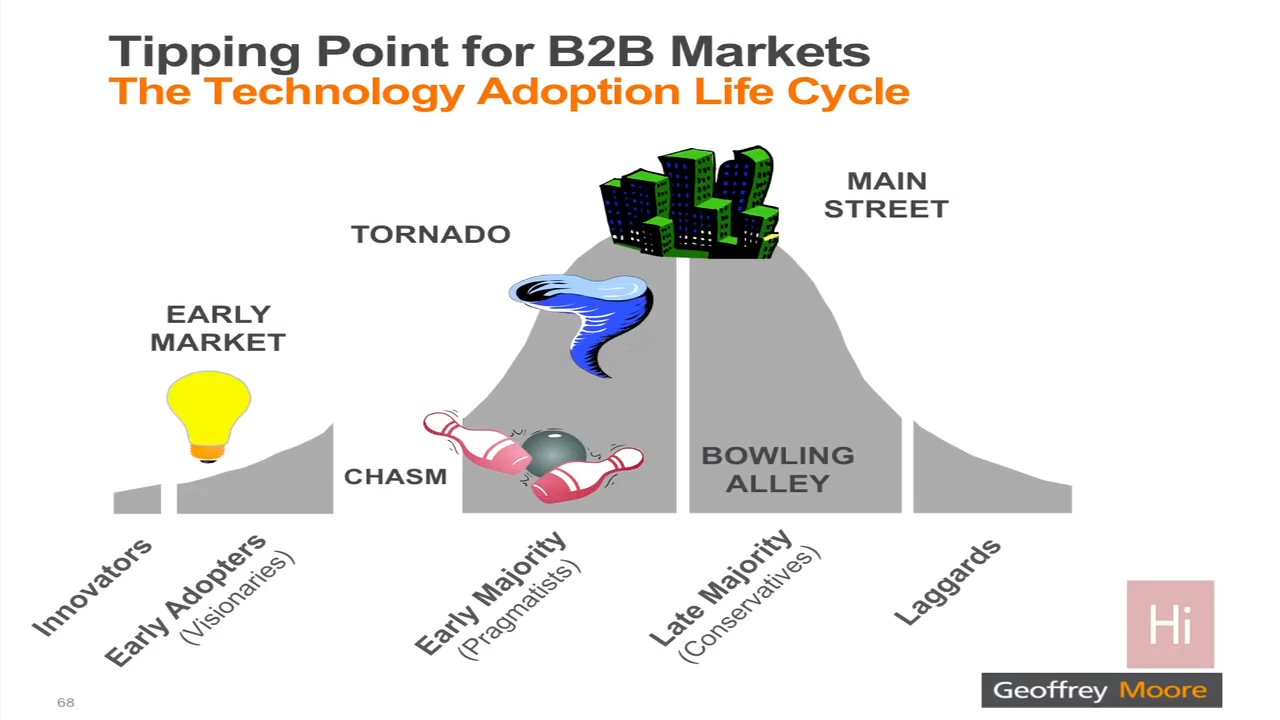 Tipping Point for B2B Markets
The Technology Adoption Life Cycle
MAIN
STREET
TORNADO
EARLY
MARKET
CHASM
BOWLING
ALLEY
Innovators
Early Adopters
(Visionaries)
Early Majority
(Pragmatists)
Late Majority
(Conservatives)
Laggards
Hi
Geoffrey Moore
68